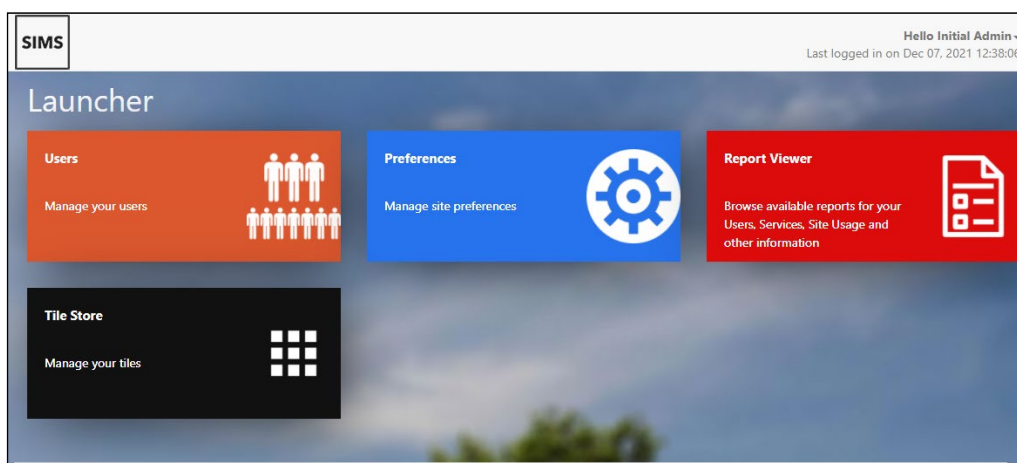 SIMS
Hello Initial Admin
Last logged in on Dec 07, 2021 12:38:06
Launcher
Users
Manage your users
Preferences
Manage site preferences
Report Viewer
Browse available reports for your
Users, Services, Site Usage and
other information
Tile Store
Manage your tiles